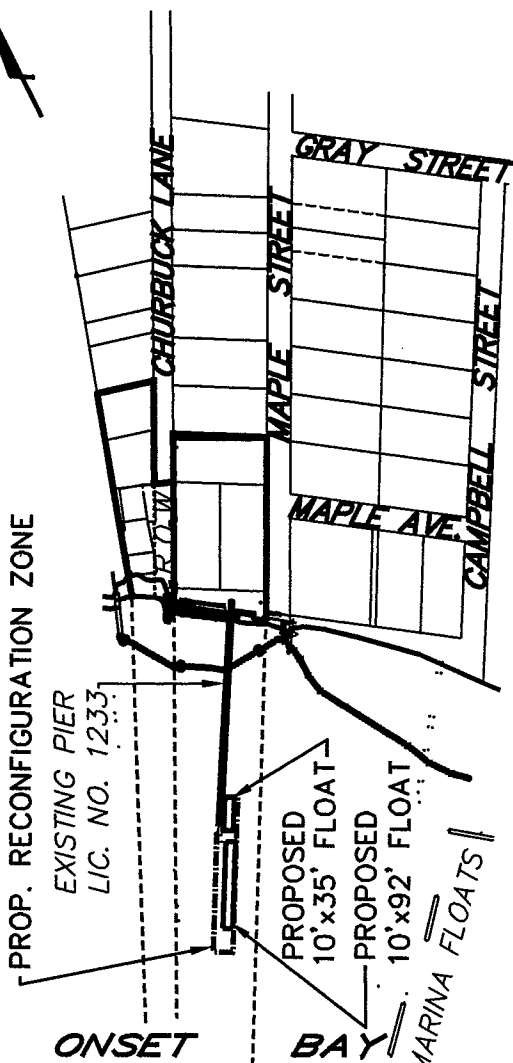 PROP. RECONFIGURATION ZONE
EXISTING PIER
LIC. NO. 1233
CHURBUCK LANE
R.O.W.
MAPLE STREET
GRAY STREET
MAPLE AVE.
CAMPBELL STREET
PROPOSED
10'x35' FLOAT
PROPOSED
10'x92' FLOAT
MARINA FLOATS
ONSET BAY